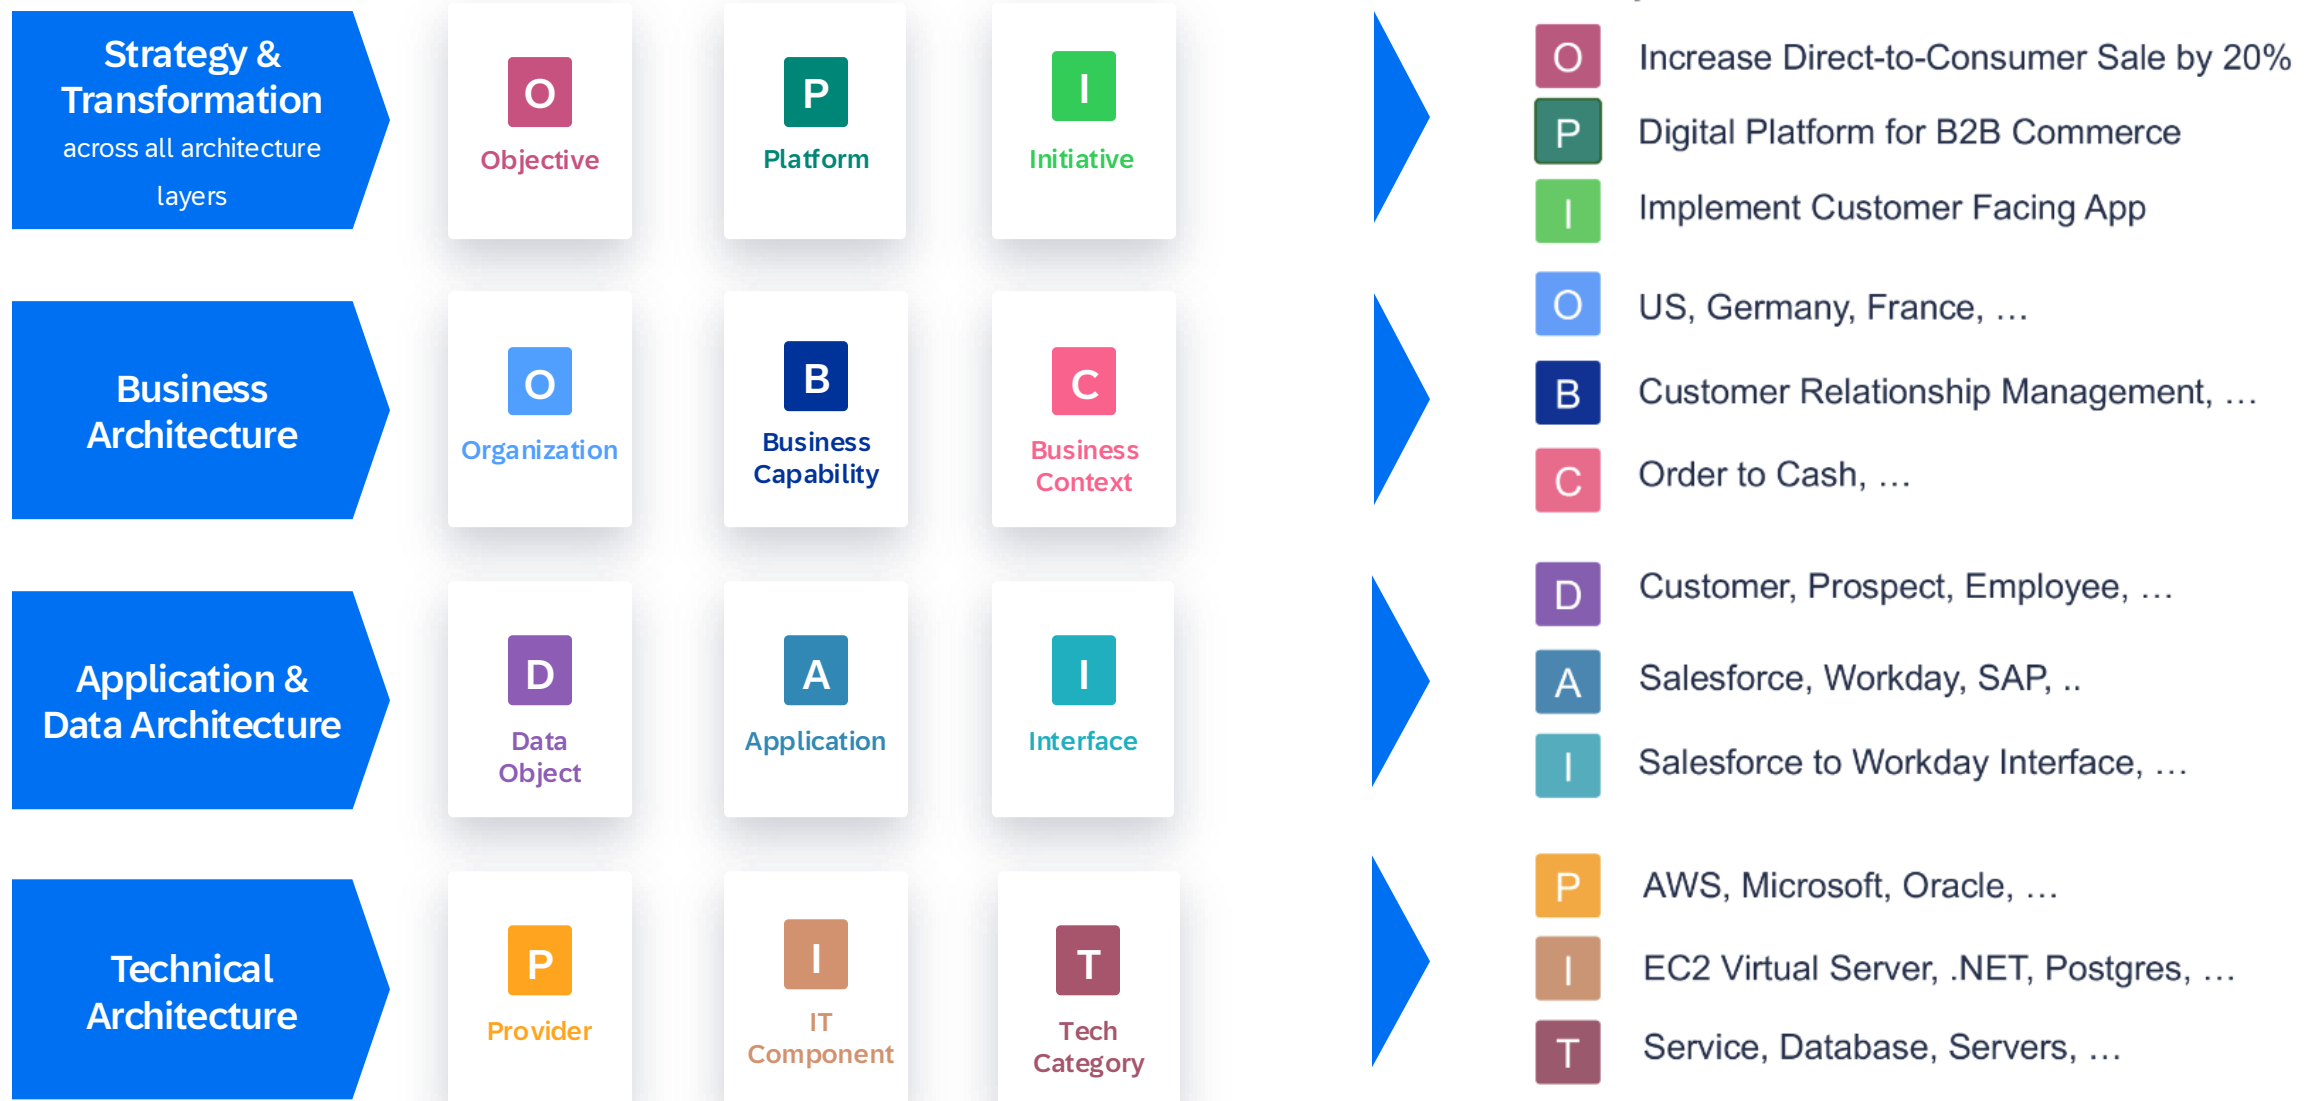 Strategy &
Transformation
across all architecture
layers
O
Objective
P
Platform
I
Initiative
O Increase Direct-to-Consumer Sale by 20%
P Digital Platform for B2B Commerce
I Implement Customer Facing App
Business
Architecture
O
Organization
B
Business
Capability
C
Business
Context
O US, Germany, France, …
B Customer Relationship Management, …
C Order to Cash, …
Application &
Data Architecture
D
Data
Object
A
Application
I
Interface
D Customer, Prospect, Employee, …
A Salesforce, Workday, SAP, ..
I Salesforce to Workday Interface, …
Technical
Architecture
P
Provider
I
IT
Component
T
Tech
Category
P AWS, Microsoft, Oracle, …
I EC2 Virtual Server, .NET, Postgres, …
T Service, Database, Servers, …